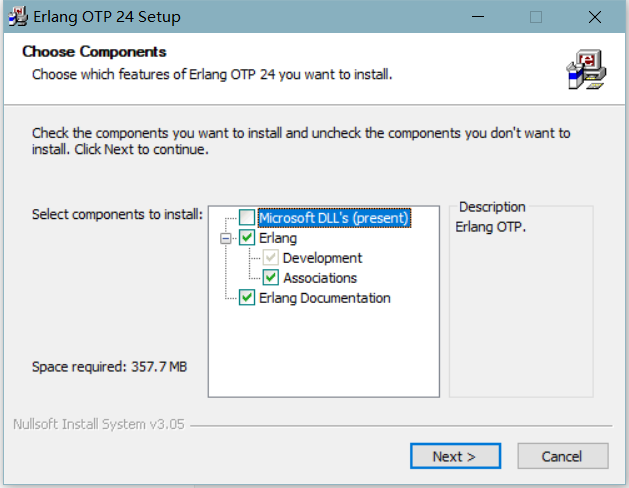 Erlang OTP 24 Setup
Choose Components
Choose which features of Erlang OTP 24 you want to install.
Check the components you want to install and uncheck the components you don't want to
install. Click Next to continue.
Select components to install:
Microsoft DLL's (present)
Erlang
Development
Associations
Erlang Documentation
Description
Erlang OTP.
Space required: 357.7 MB
Nullsoft Install System v3.05
Next >
Cancel